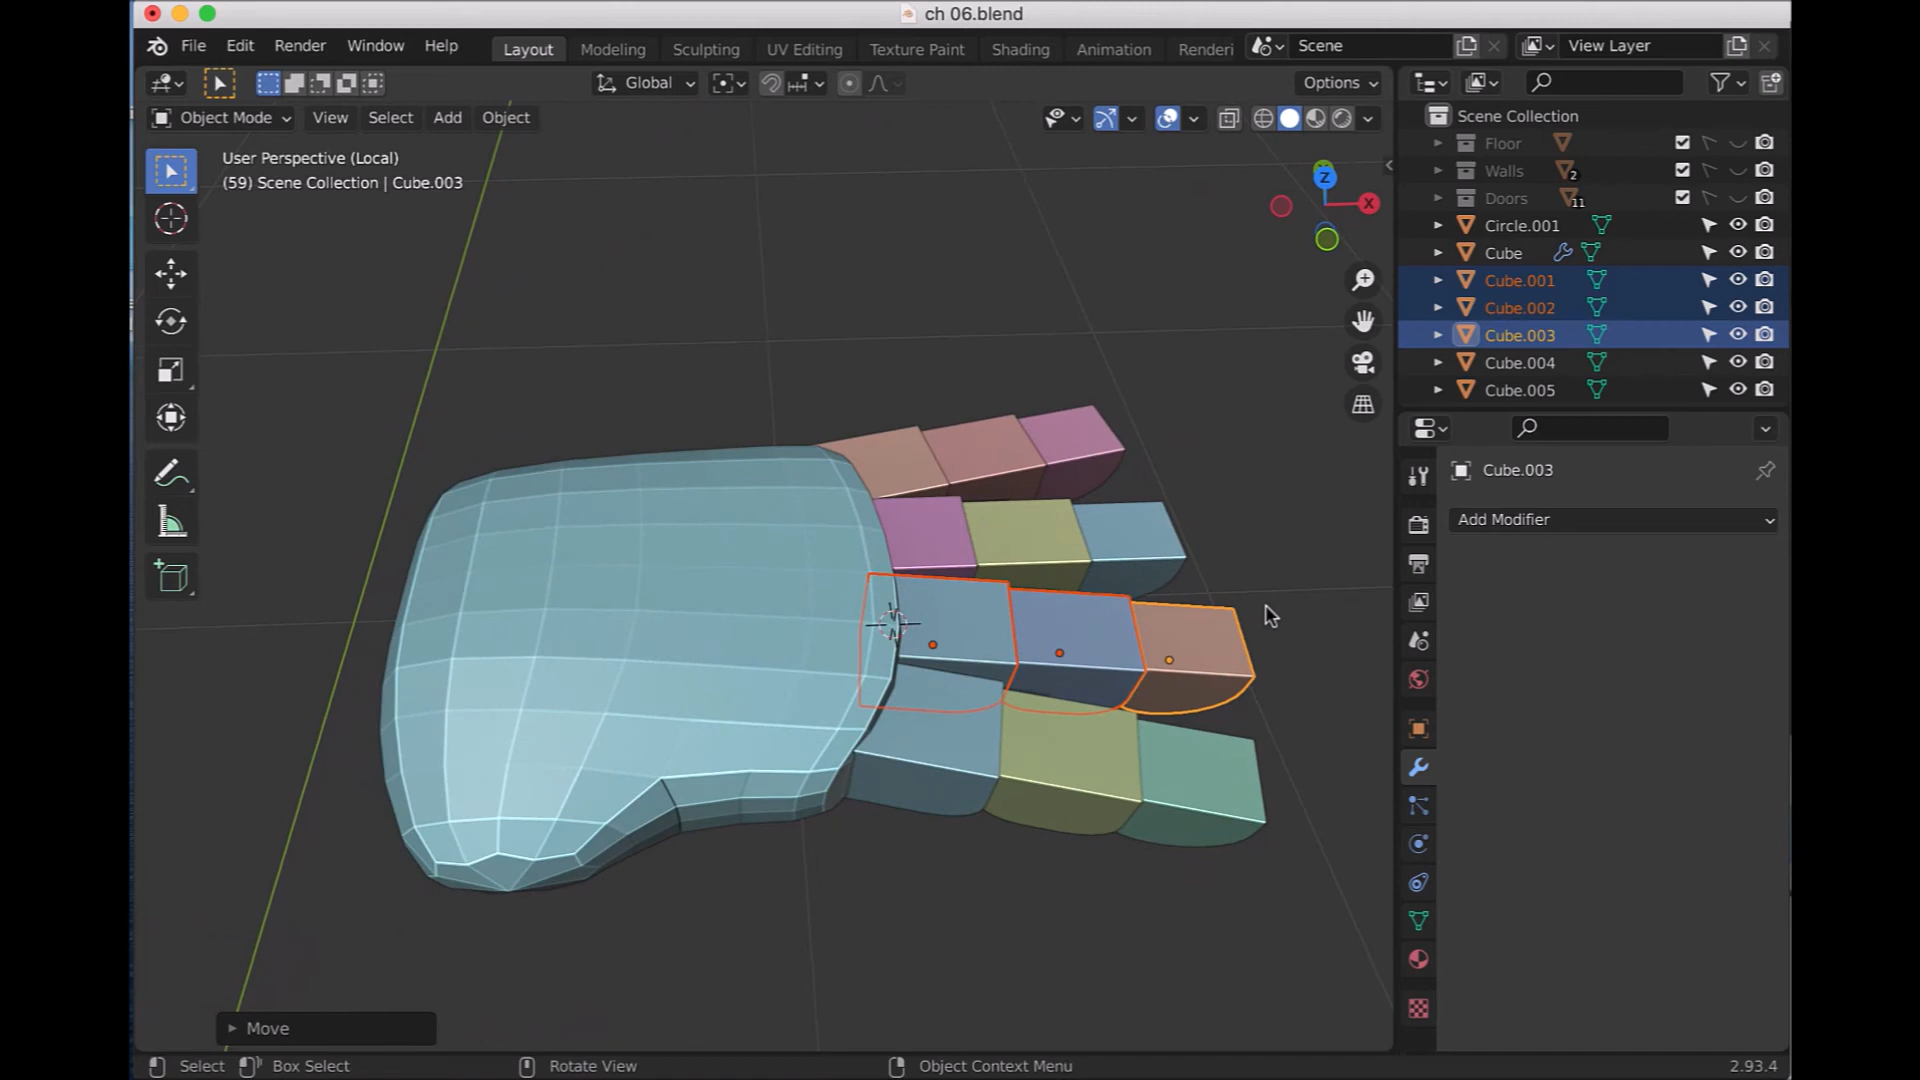 ch 06.blend
File Edit Render Window Help Layout Modeling Sculpting UV Editing Texture Paint Shading Animation Renderi Scene View Layer
Global Options
Object Mode View Select Add Object
User Perspective (Local)
(59) Scene Collection | Cube.003
Z
X
Scene Collection
Floor
Walls 2
Doors 11
Circle.001
Cube
Cube.001
Cube.002
Cube.003
Cube.004
Cube.005
Cube.003
Add Modifier
Move
Select Box Select Rotate View Object Context Menu 2.93.4